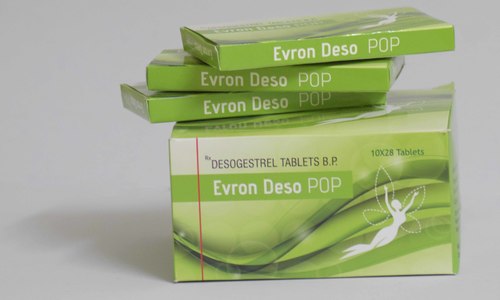 Evron Deso POP
Evron Deso POP
Evron Deso POP
Rx DESOGESTREL TABLETS B.P.
10X28 Tablets
Evron Deso POP